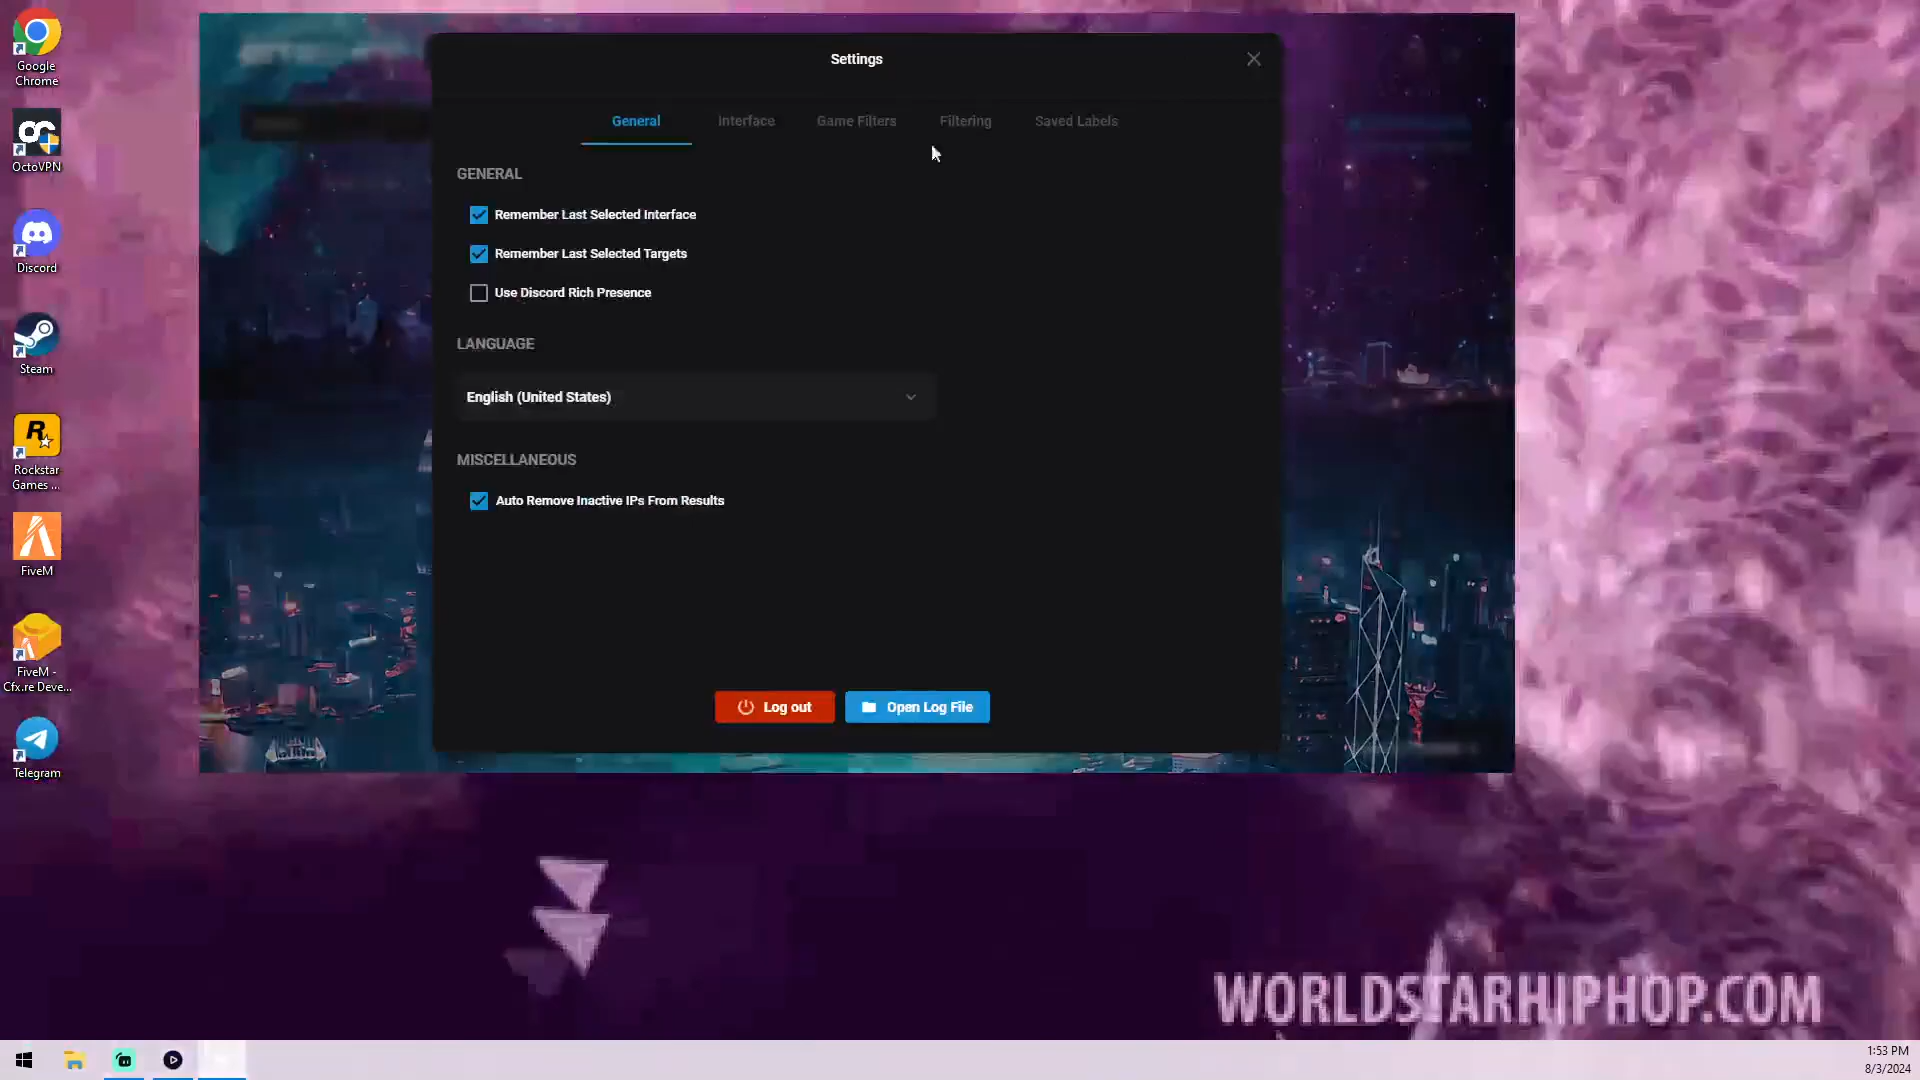 Google
Chrome
OctoVPN
Discord
Steam
Rockstar
Games ...
FiveM
FiveM -
Cfx.re Deve...
Telegram
Settings
General
Interface
Game Filters
Filtering
Saved Labels
GENERAL
Remember Last Selected Interface
Remember Last Selected Targets
Use Discord Rich Presence
LANGUAGE
English (United States)
MISCELLANEOUS
Auto Remove Inactive IPs From Results
Log out
Open Log File
WORLDSTARHIPHOP.COM
1:53 PM
8/3/2024